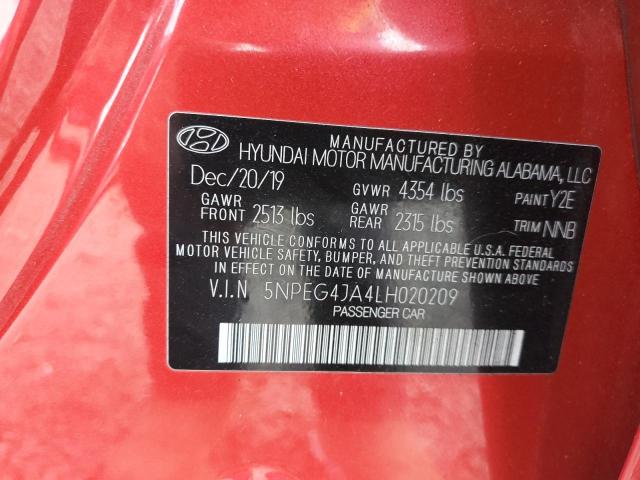 MANUFACTURED BY
HYUNDAI MOTOR MANUFACTURING ALABAMA, LLC
Dec/20/19 GVWR 4354 lbs PAINT Y2E
GAWR FRONT 2513 lbs GAWR REAR 2315 lbs TRIM NNB
THIS VEHICLE CONFORMS TO ALL APPLICABLE U.S.A. FEDERAL
MOTOR VEHICLE SAFETY, BUMPER, AND THEFT PREVENTION STANDARDS
IN EFFECT ON THE DATE OF MANUFACTURE SHOWN ABOVE.
V.I.N 5NPEG4JA4LH020209
PASSENGER CAR